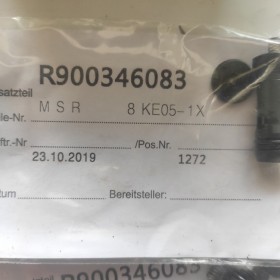 R900346083
satzteil
M S R 8 KE05-1X
le-Nr.
ftr.-Nr /Pos.Nr.
23.10.2019 1272
tum Bereitsteller:
R900346083